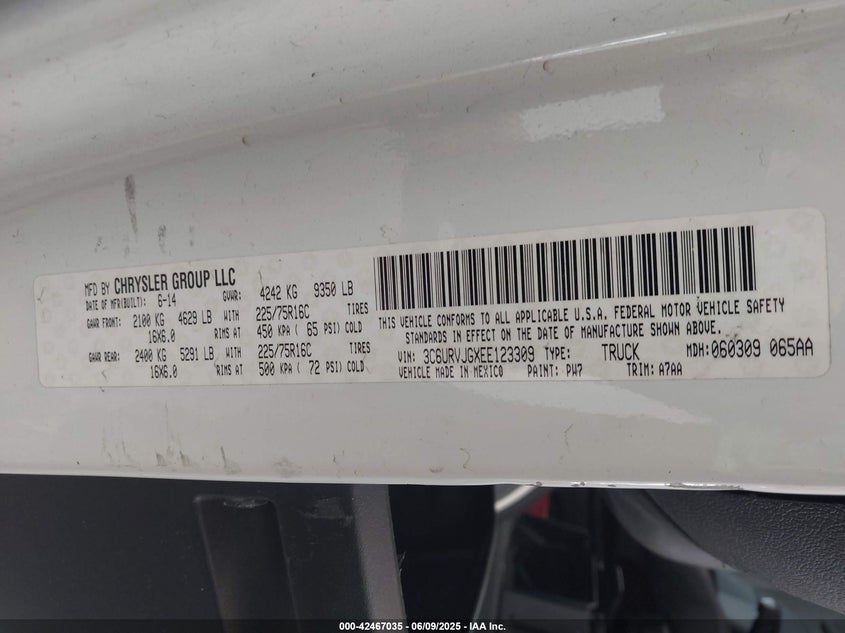 MFD BY CHRYSLER GROUP LLC
DATE OF MFR(BUILT): 6-14 GVWR: 4242 KG 9350 LB
GAWR FRONT: 2100 KG 4629 LB WITH 225/75R16C TIRES
16X6.0 RIMS AT 450 KPA ( 65 PSI) COLD
GAWR REAR: 2400 KG 5291 LB WITH 225/75R16C TIRES
16X6.0 RIMS AT 500 KPA ( 72 PSI) COLD
THIS VEHICLE CONFORMS TO ALL APPLICABLE U.S.A. FEDERAL MOTOR VEHICLE SAFETY
STANDARDS IN EFFECT ON THE DATE OF MANUFACTURE SHOWN ABOVE.
VIN: 3C6URVJGXEE123309 TYPE: TRUCK MDH: 060309 065AA
VEHICLE MADE IN MEXICO PAINT: PW7 TRIM: A7AA
000-42467035 - 06/09/2025 - IAA Inc.